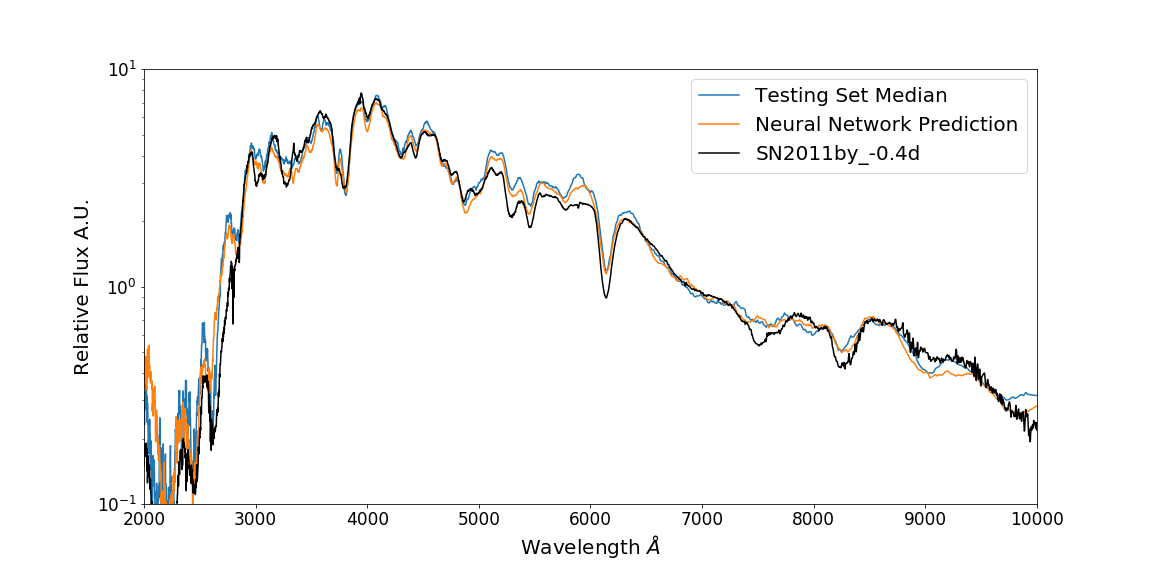 Testing Set Median
Neural Network Prediction
SN2011by_-0.4d
Relative Flux A.U.
10¹
10⁰
10⁻¹
2000 3000 4000 5000 6000 7000 8000 9000 10000
Wavelength Å